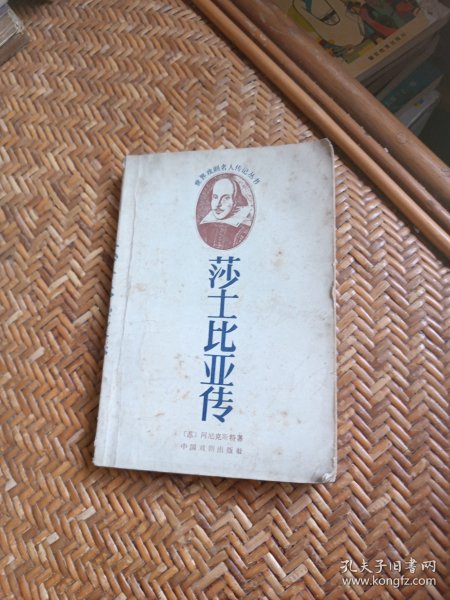 世界戏剧名人传记丛书
莎士比亚传
〔苏〕阿尼克斯特著
中国戏剧出版社
孔夫子旧书网
www.kongfz.com